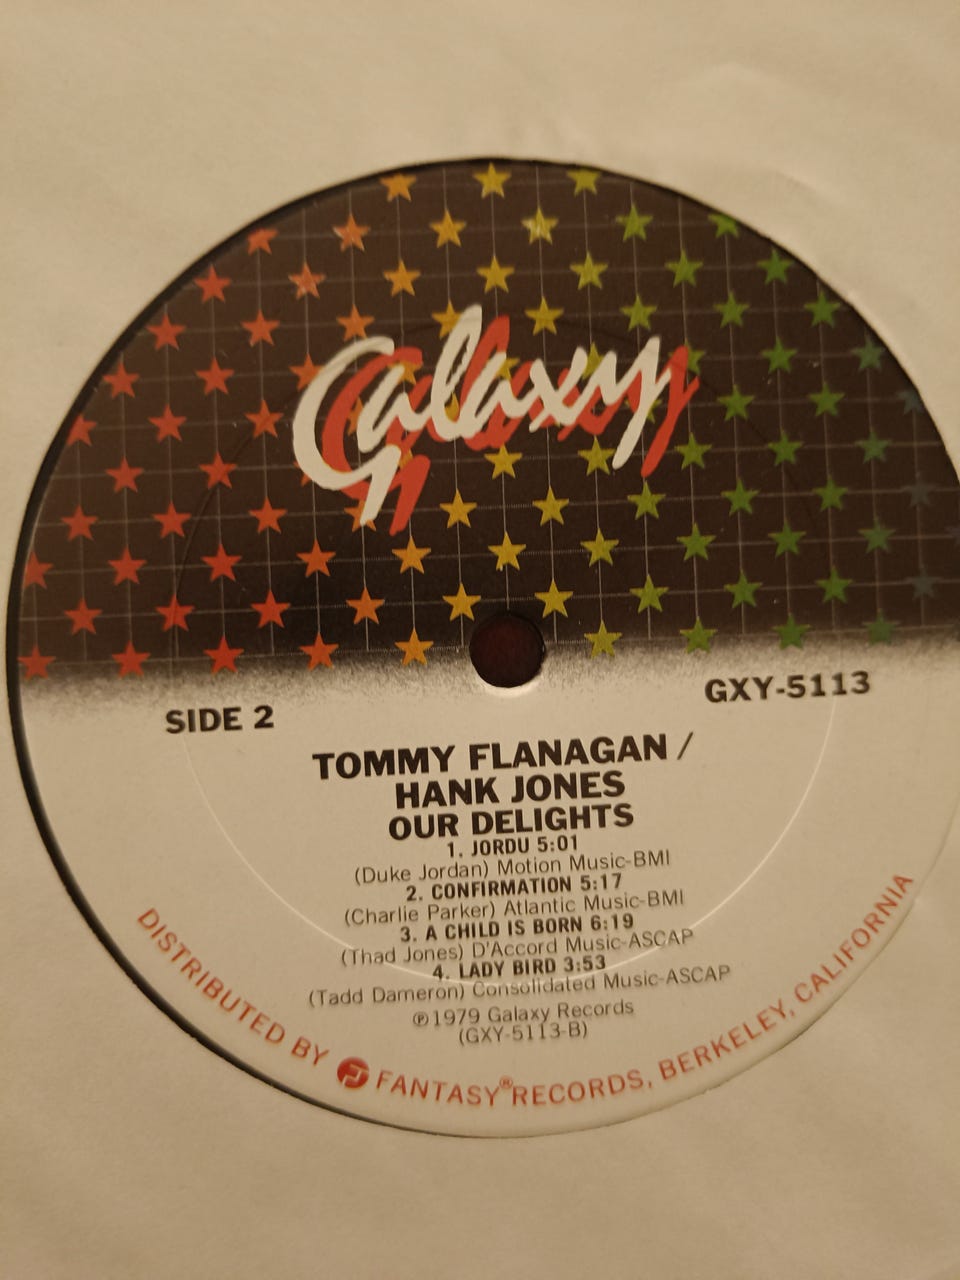 Galaxy
SIDE 2
GXY-5113
TOMMY FLANAGAN /
HANK JONES
OUR DELIGHTS
1. JORDU 5:01
(Duke Jordan) Motion Music-BMI
2. CONFIRMATION 5:17
(Charlie Parker) Atlantic Music-BMI
3. A CHILD IS BORN 6:19
(Thad Jones) D'Accord Music-ASCAP
4. LADY BIRD 3:53
(Tadd Dameron) Consolidated Music-ASCAP
℗1979 Galaxy Records
(GXY-5113-B)
DISTRIBUTED BY FANTASY® RECORDS, BERKELEY, CALIFORNIA